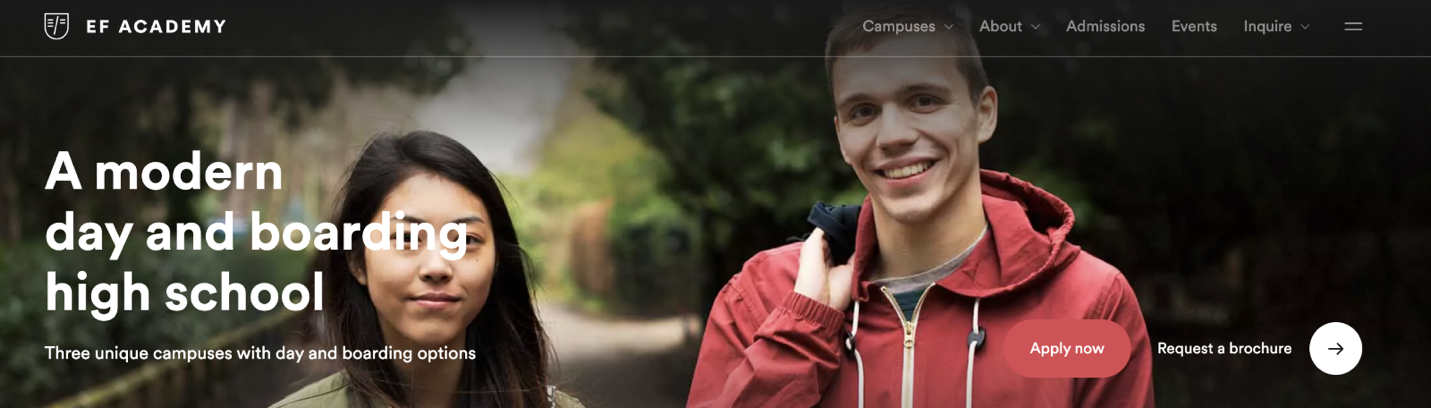 EF ACADEMY
Campuses About Admissions Events Inquire
A modern
day and boarding
high school
Three unique campuses with day and boarding options
Apply now Request a brochure